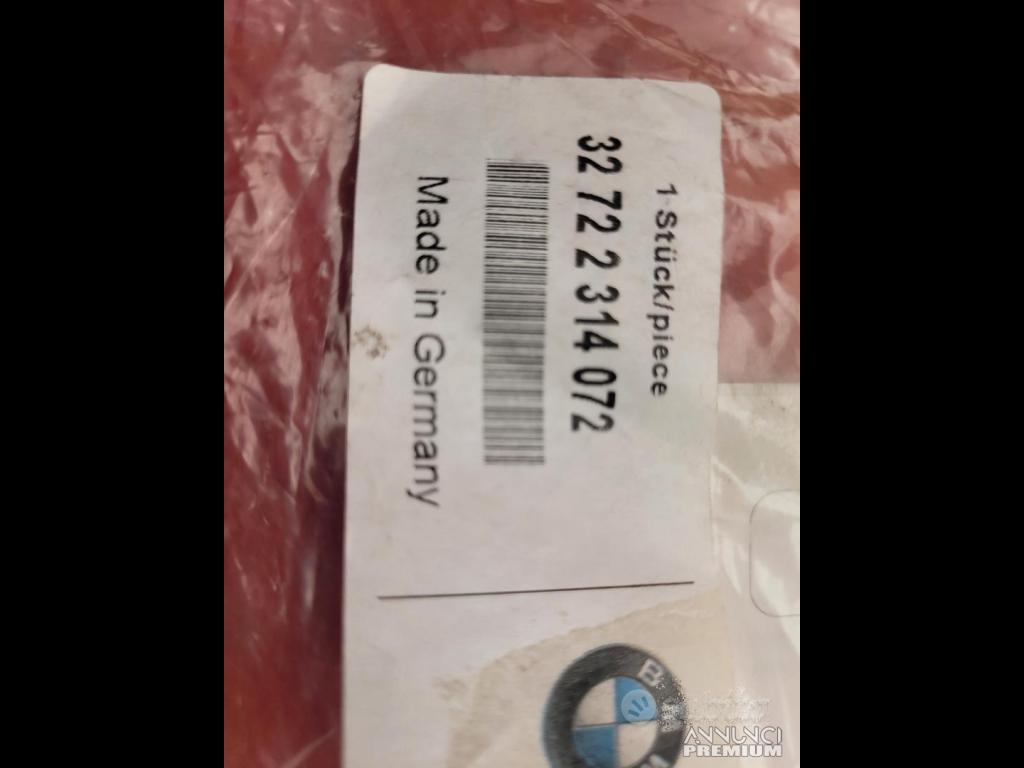 1 Stück/piece
32 72 2 314 072
Made in Germany
B
ANNUNCI
PREMIUM